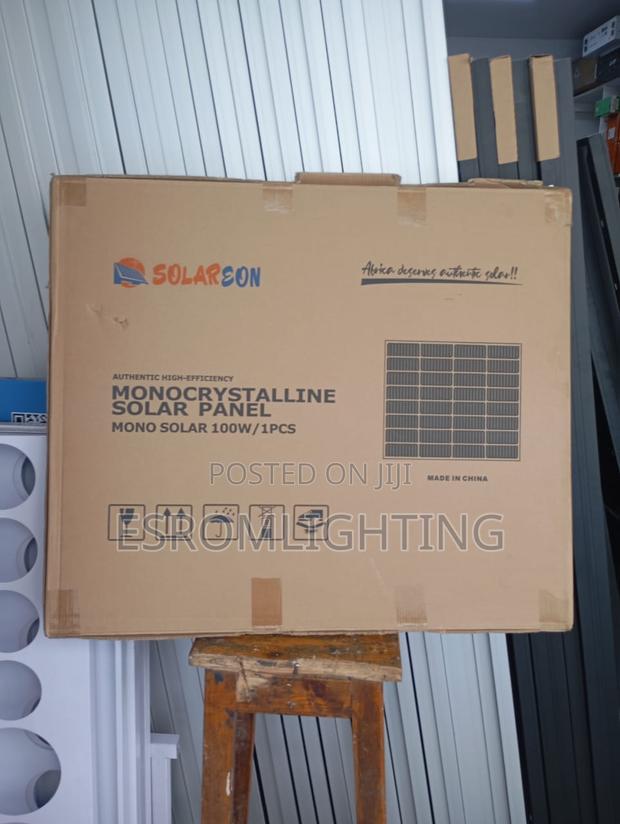 SOLAREON
Africa deserves authentic solar!!
AUTHENTIC HIGH-EFFICIENCY
MONOCRYSTALLINE
SOLAR PANEL
MONO SOLAR 100W/1PCS
MADE IN CHINA
POSTED ON JIJI
ESROMLIGHTING